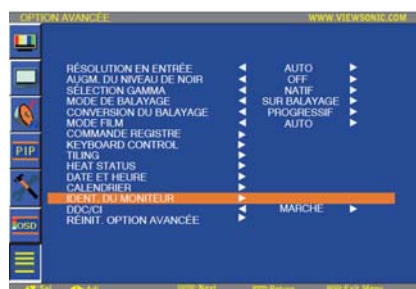 OPTION AVANCÉE WWW.VIEWSONIC.COM
RÉSOLUTION EN ENTRÉE AUTO
AUGM. DU NIVEAU DE NOIR OFF
SÉLECTION GAMMA NATIF
MODE DE BALAYAGE SUR BALAYAGE
CONVERSION DU BALAYAGE PROGRESSIF
MODE FILM AUTO
COMMANDE REGISTRE
KEYBOARD CONTROL
TILING
HEAT STATUS
DATE ET HEURE
CALENDRIER
IDENT. DU MONITEUR
DDC/CI MARCHE
RÉINIT. OPTION AVANCÉE
PIP
OSD